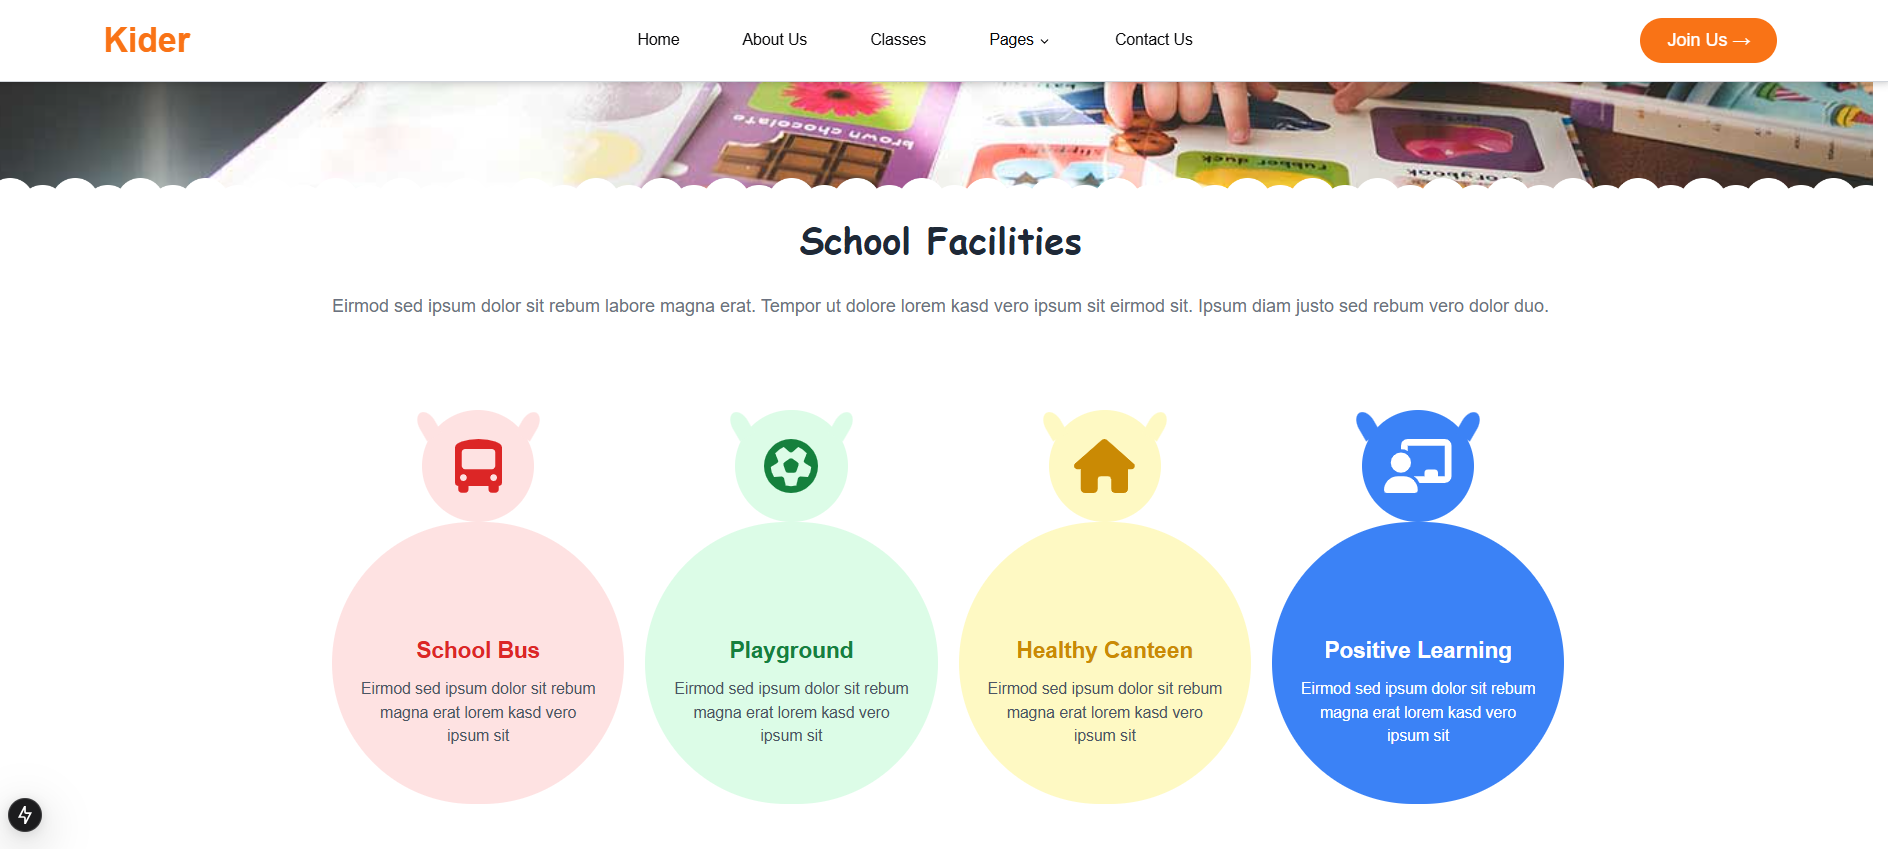 Kider
Home About Us Classes Pages Contact Us
Join Us →
brown chocolate
slippers
rubber duck
potty
storybook
School Facilities
Eirmod sed ipsum dolor sit rebum labore magna erat. Tempor ut dolore lorem kasd vero ipsum sit eirmod sit. Ipsum diam justo sed rebum vero dolor duo.
School Bus
Eirmod sed ipsum dolor sit rebum
magna erat lorem kasd vero
ipsum sit
Playground
Eirmod sed ipsum dolor sit rebum
magna erat lorem kasd vero
ipsum sit
Healthy Canteen
Eirmod sed ipsum dolor sit rebum
magna erat lorem kasd vero
ipsum sit
Positive Learning
Eirmod sed ipsum dolor sit rebum
magna erat lorem kasd vero
ipsum sit